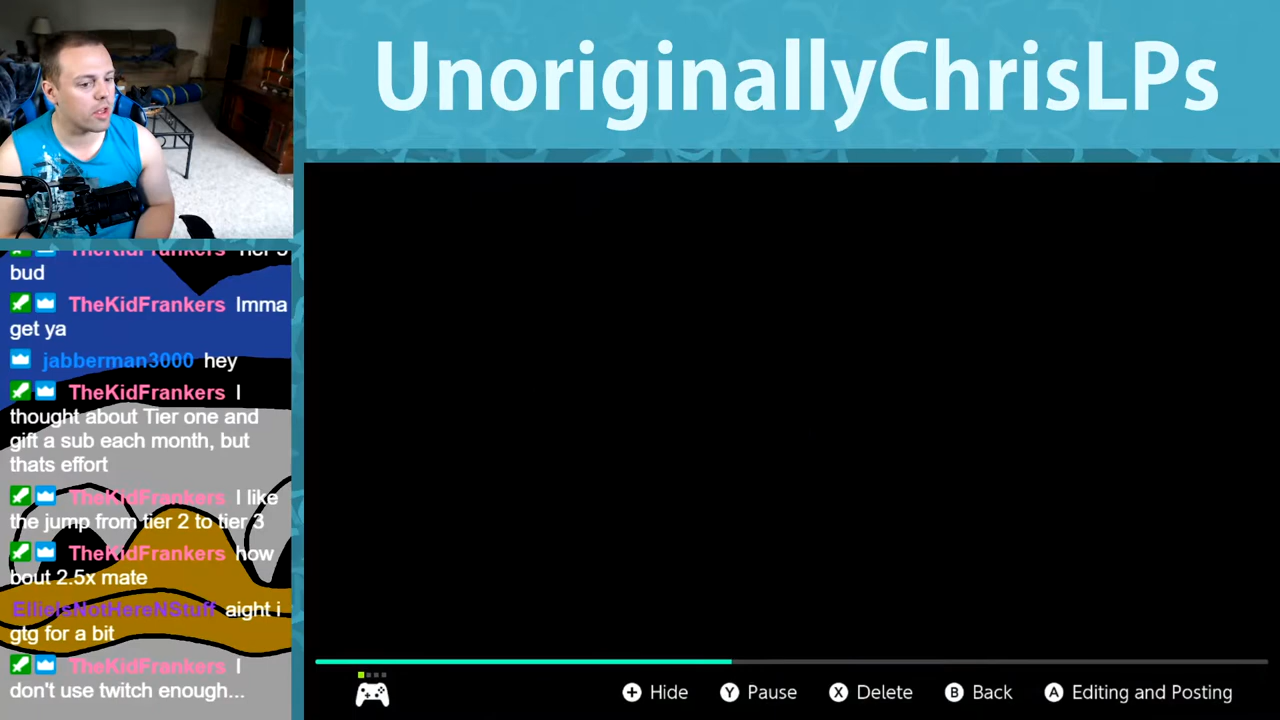 UnoriginallyChrisLPs
TheKidFrankers
bud
TheKidFrankers Imma
get ya
jabberman3000 hey
TheKidFrankers I
thought about Tier one and
gift a sub each month, but
thats effort
TheKidFrankers I like
the jump from tier 2 to tier 3
TheKidFrankers how
bout 2.5x mate
EllieIsNotHereNStuff aight i
gtg for a bit
TheKidFrankers I
don't use twitch enough...
+ Hide Y Pause X Delete B Back A Editing and Posting